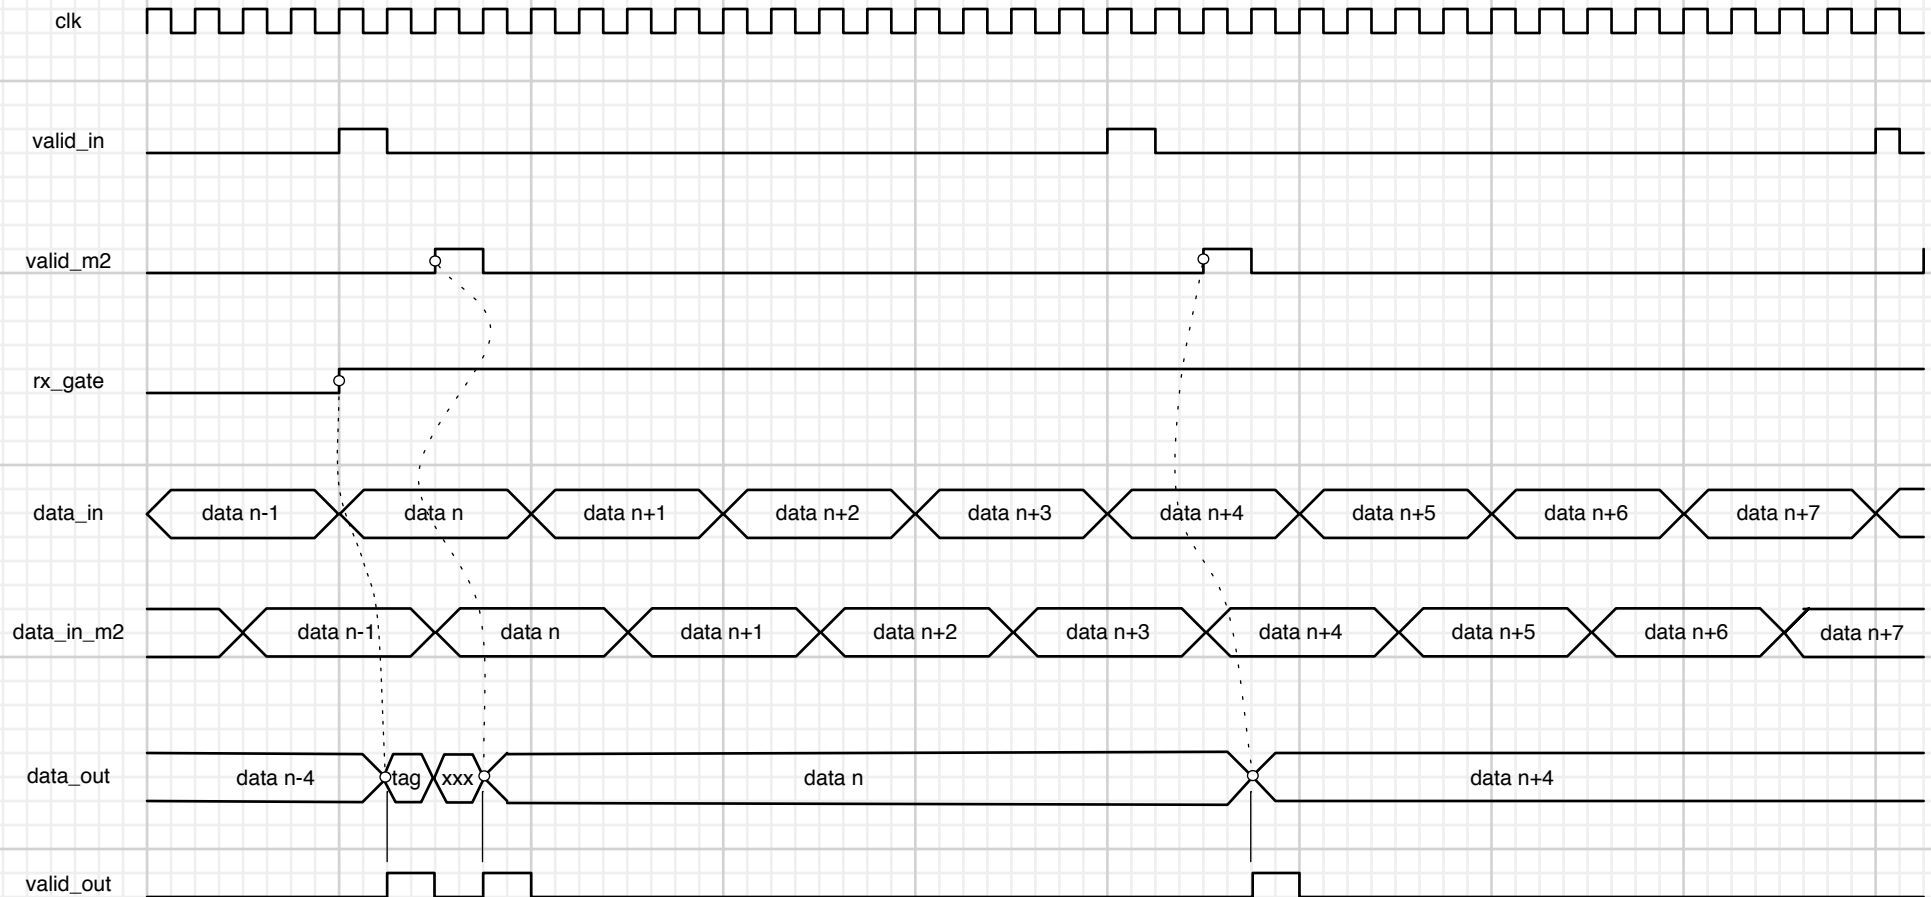 clk
valid_in
valid_m2
rx_gate
data_in data n-1 data n data n+1 data n+2 data n+3 data n+4 data n+5 data n+6 data n+7
data_in_m2 data n-1 data n data n+1 data n+2 data n+3 data n+4 data n+5 data n+6 data n+7
data_out data n-4 tag xxx data n data n+4
valid_out